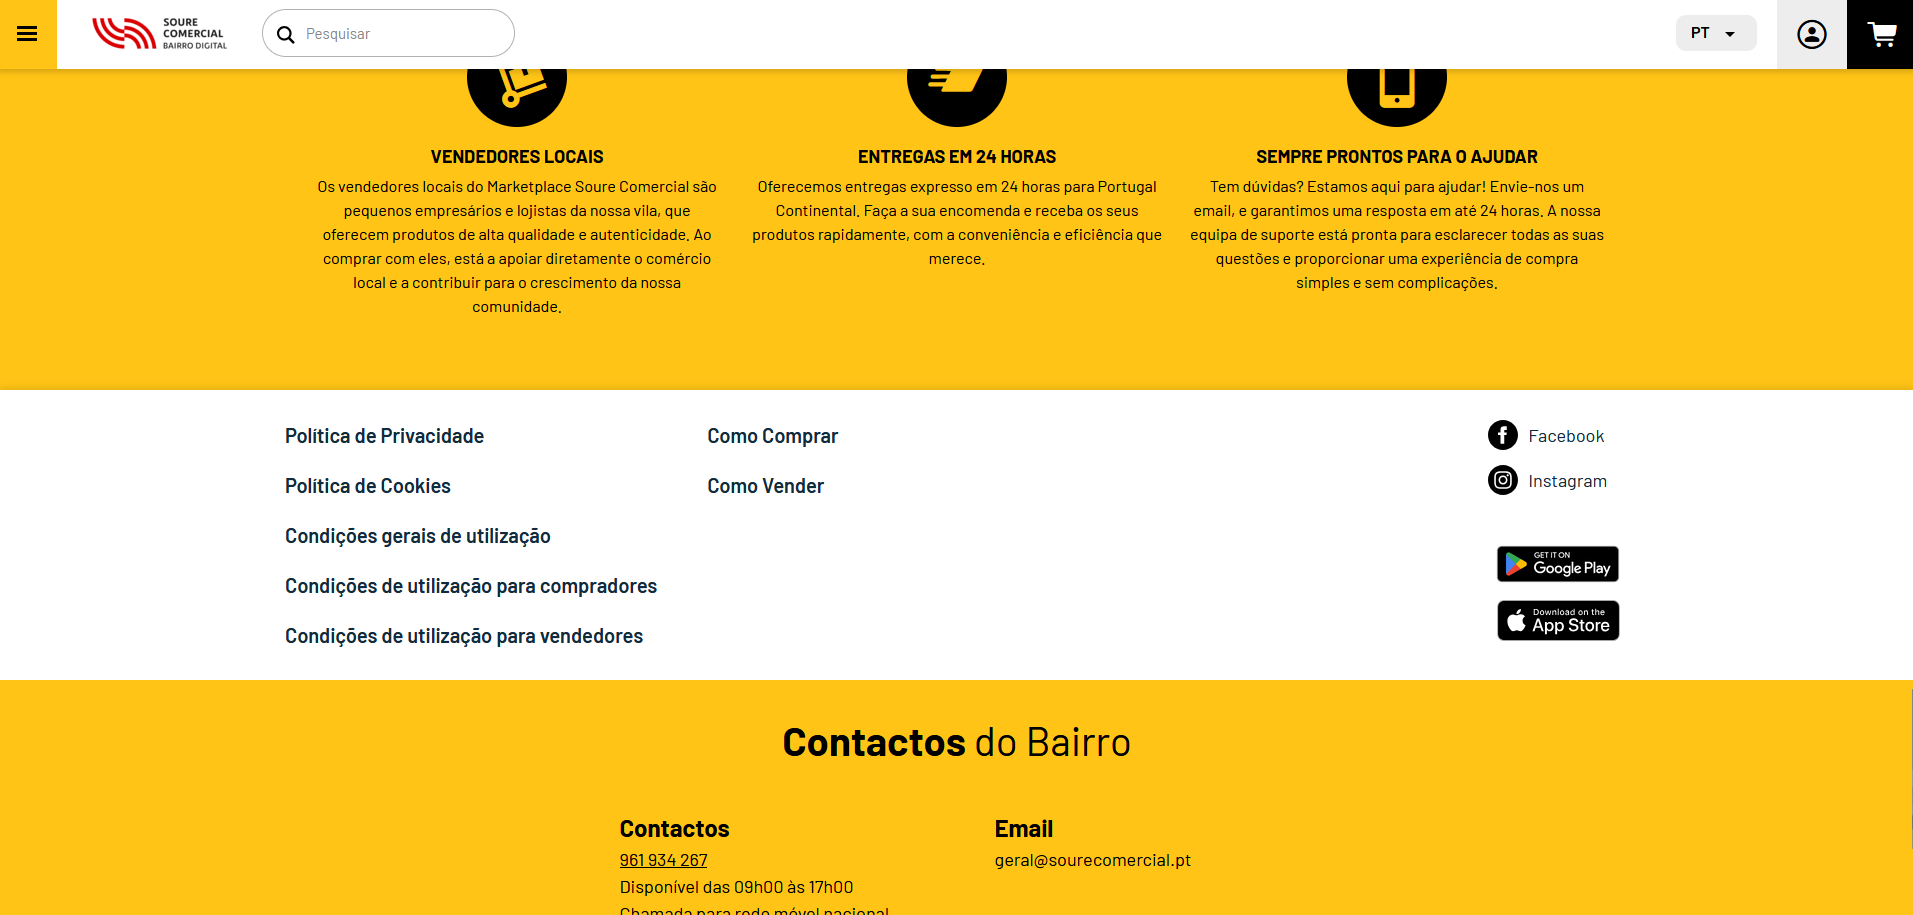 SOURE
COMERCIAL
BAIRRO DIGITAL
Pesquisar
PT
VENDEDORES LOCAIS
Os vendedores locais do Marketplace Soure Comercial são
pequenos empresários e lojistas da nossa vila, que
oferecem produtos de alta qualidade e autenticidade. Ao
comprar com eles, está a apoiar diretamente o comércio
local e a contribuir para o crescimento da nossa
comunidade.
ENTREGAS EM 24 HORAS
Oferecemos entregas expresso em 24 horas para Portugal
Continental. Faça a sua encomenda e receba os seus
produtos rapidamente, com a conveniência e eficiência que
merece.
SEMPRE PRONTOS PARA O AJUDAR
Tem dúvidas? Estamos aqui para ajudar! Envie-nos um
email, e garantimos uma resposta em até 24 horas. A nossa
equipa de suporte está pronta para esclarecer todas as suas
questões e proporcionar uma experiência de compra
simples e sem complicações.
Política de Privacidade
Política de Cookies
Condições gerais de utilização
Condições de utilização para compradores
Condições de utilização para vendedores
Como Comprar
Como Vender
Facebook
Instagram
GET IT ON
Google Play
Download on the
App Store
Contactos do Bairro
Contactos
961 934 267
Disponível das 09h00 às 17h00
Chamada para rede móvel nacional
Email
geral@sourecomercial.pt